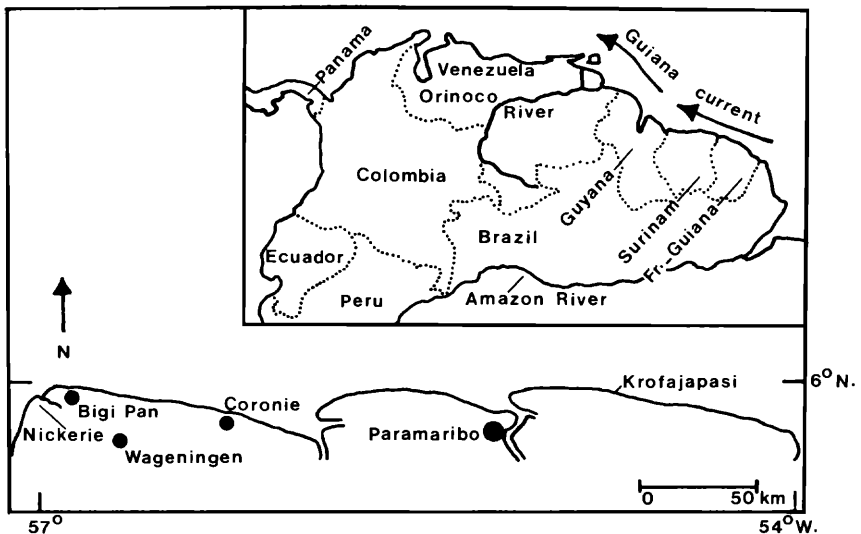 Panama
Venezuela
Orinoco
River
Guiana
current
Colombia
Guyana
Surinam
Fr.-Guiana
Brazil
Ecuador
Peru
Amazon River
N
6° N.
Bigi Pan
Coronie
Krofajapasi
Nickerie
Wageningen
Paramaribo
0 50 km
57°
54° W.